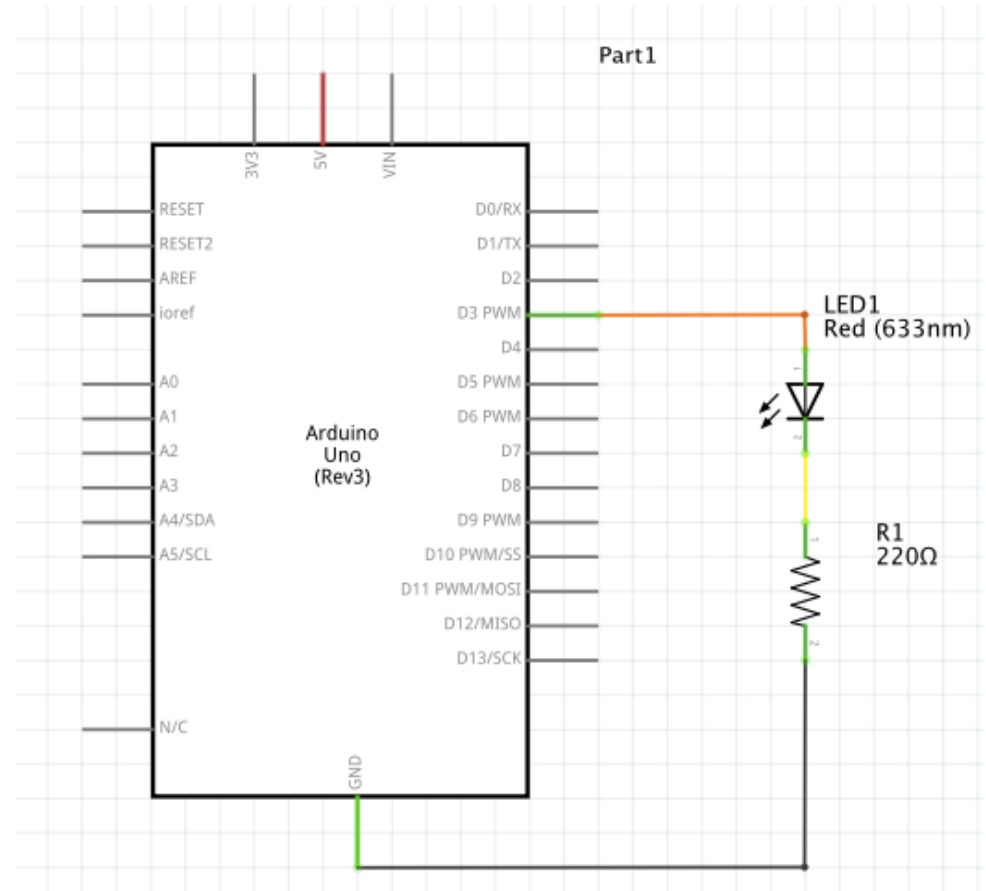 Part1
3V3
5V
VIN
RESET
RESET2
AREF
ioref
A0
A1
A2
A3
A4/SDA
A5/SCL
N/C
Arduino
Uno
(Rev3)
D0/RX
D1/TX
D2
D3 PWM
D4
D5 PWM
D6 PWM
D7
D8
D9 PWM
D10 PWM/SS
D11 PWM/MOSI
D12/MISO
D13/SCK
GND
LED1
Red (633nm)
1
2
R1
220Ω
1
2